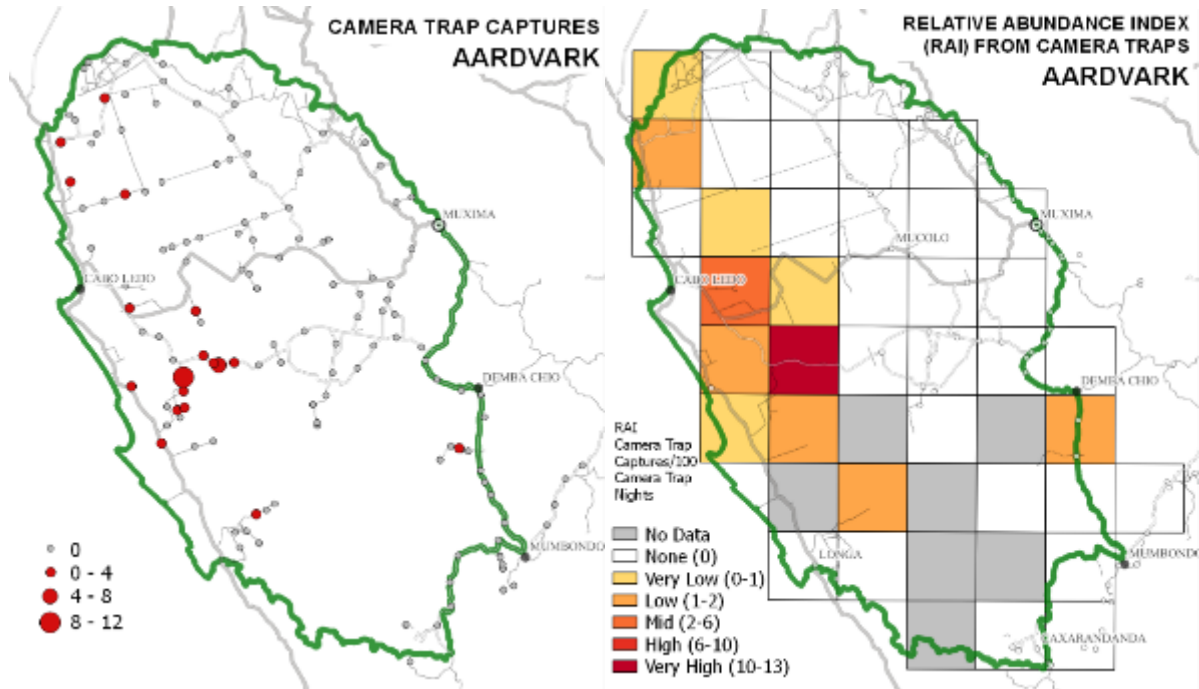 CAMERA TRAP CAPTURES
AARDVARK
MUXIMA
CABO LEDO
DEMBA CHIO
MUMBONDO
0
0 - 4
4 - 8
8 - 12
RELATIVE ABUNDANCE INDEX
(RAI) FROM CAMERA TRAPS
AARDVARK
MUXIMA
MUCOLO
CABO LEDO
DEMBA CHIO
RAI
Camera Trap
Captures/100
Camera Trap
Nights
No Data
None (0)
Very Low (0-1)
Low (1-2)
Mid (2-6)
High (6-10)
Very High (10-13)
LONGA
MUMBONDO
CAXARANDANDA